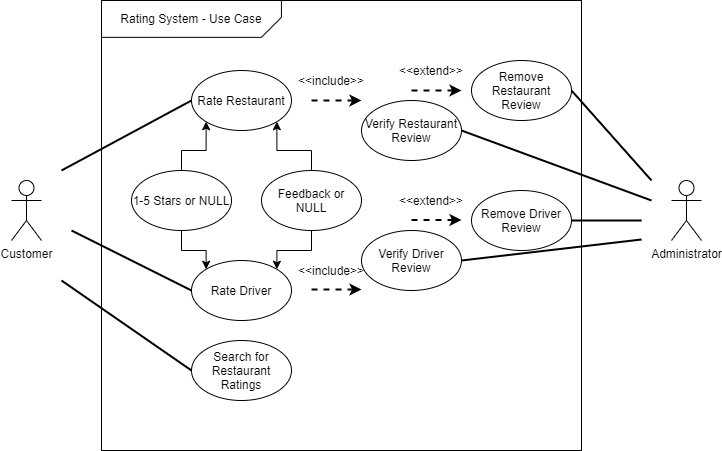 Rating System - Use Case
<<extend>>
<<include>>
Remove
Restaurant
Review
Rate Restaurant
Verify Restaurant
Review
1-5 Stars or NULL
Feedback or
NULL
<<extend>>
Remove Driver
Review
Customer
Administrator
Verify Driver
Review
<<include>>
Rate Driver
Search for
Restaurant
Ratings